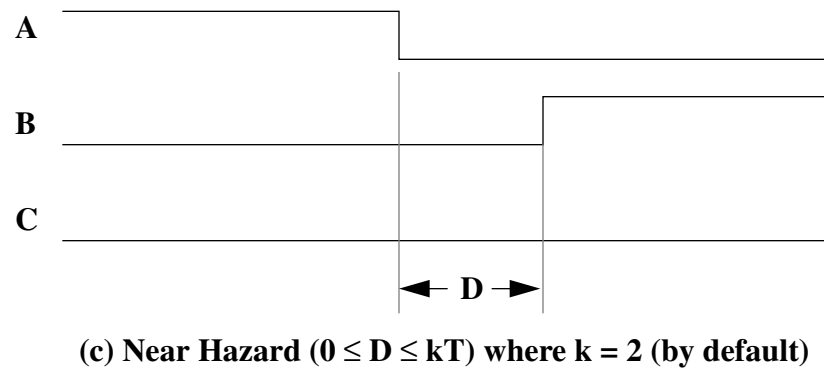 A
B
C
D
(c) Near Hazard (0 ≤ D ≤ kT) where k = 2 (by default)